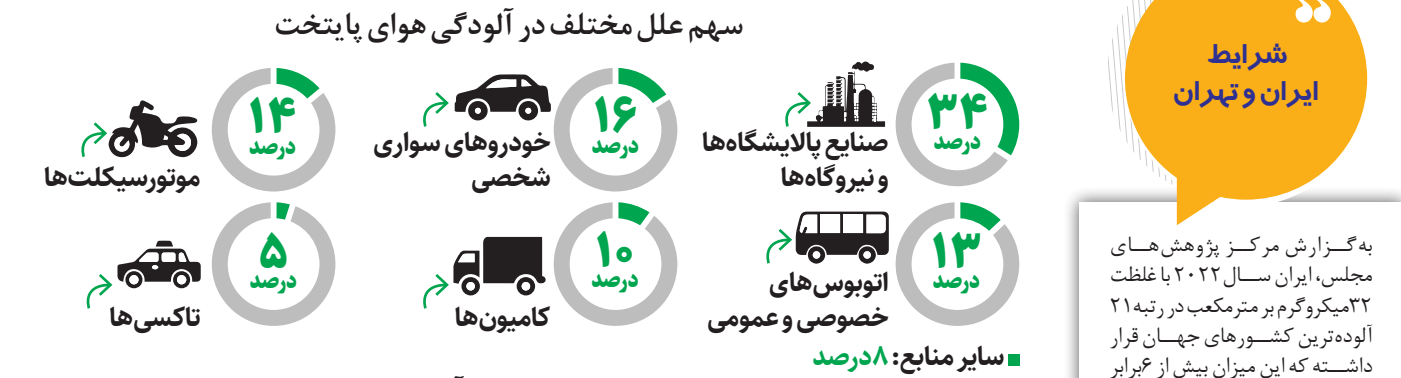 شرایط
ایران و تهران
به‌گزارش مرکز پژوهش‌های
مجلس، ایران سال ۲۰۲۲ با غلظت
۳۲میکروگرم بر مترمکعب در رتبه ۲۱
آلوده‌ترین کشورهای جهان قرار
داشته که این میزان بیش از ۶برابر
سهم علل مختلف در آلودگی هوای پایتخت
۳۴
درصد
صنایع پالایشگاه‌ها
و نیروگاه‌ها
۱۶
درصد
خودروهای سواری
شخصی
۱۴
درصد
موتورسیکلت‌ها
۱۳
درصد
اتوبوس‌های
خصوصی و عمومی
۱۰
درصد
کامیون‌ها
۵
درصد
تاکسی‌ها
سایر منابع: ۸درصد